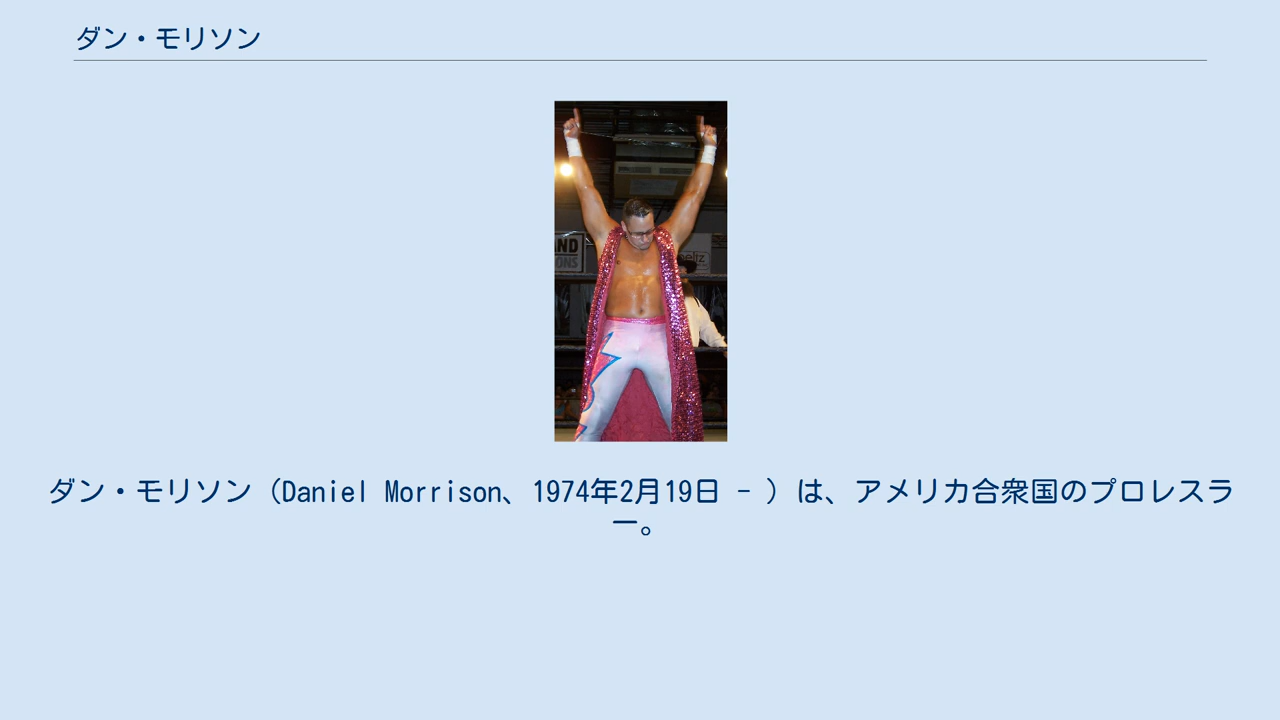 ダン・モリソン
AND
IONS
ダン・モリソン（Daniel Morrison、1974年2月19日 - ）は、アメリカ合衆国のプロレスラ
ー。